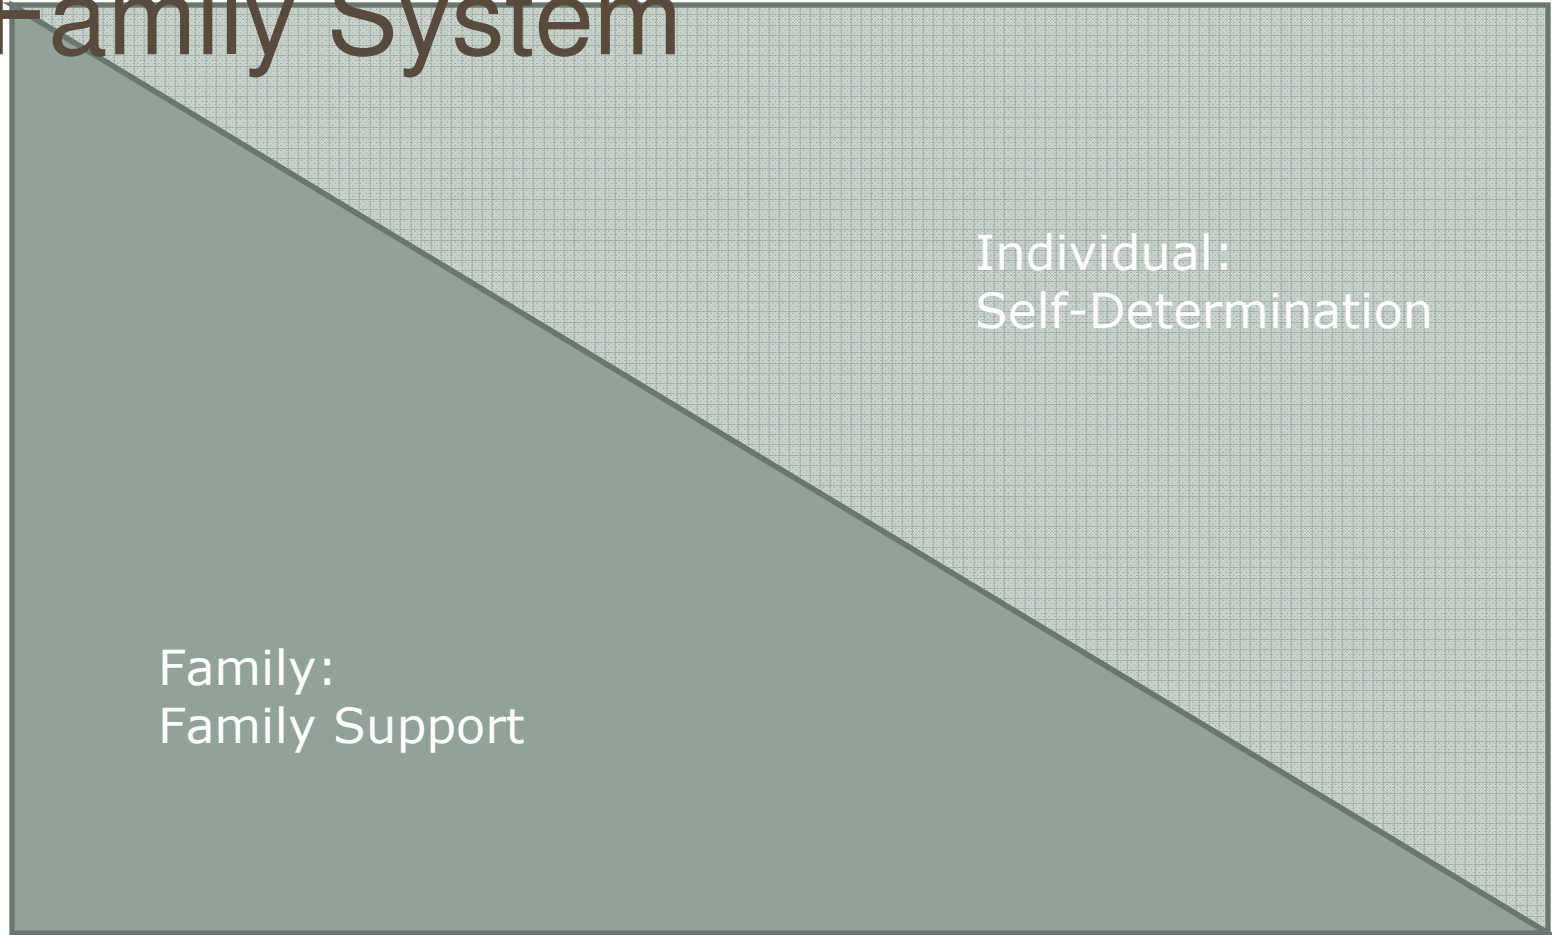 Family System
Individual:
Self-Determination
Family:
Family Support